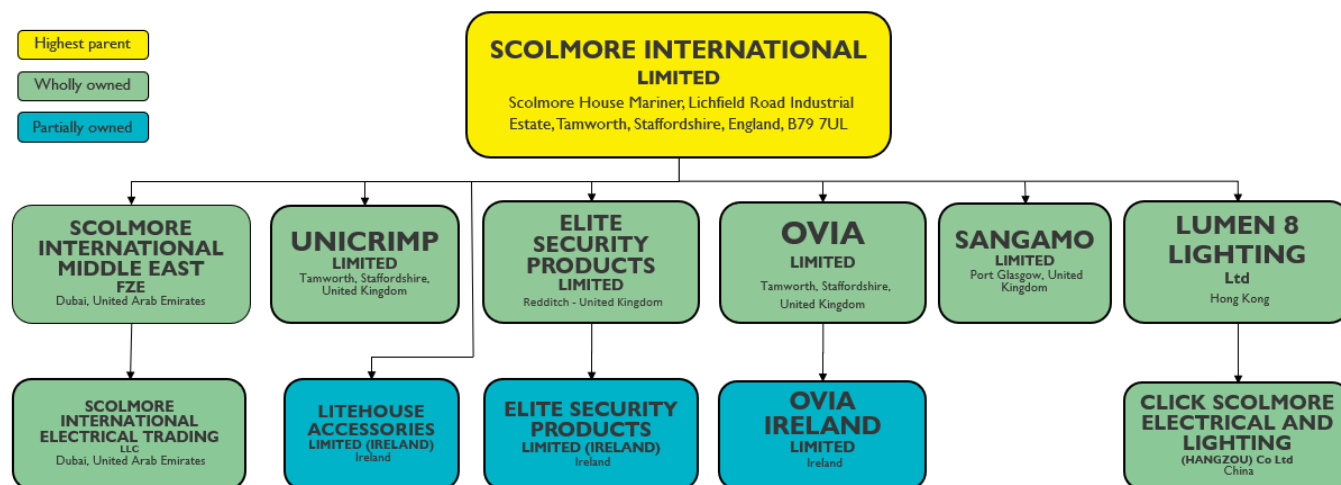 Highest parent
Wholly owned
Partially owned
SCOLMORE INTERNATIONAL
LIMITED
Scolmore House Mariner, Lichfield Road Industrial
Estate, Tamworth, Staffordshire, England, B79 7UL
SCOLMORE
INTERNATIONAL
MIDDLE EAST
FZE
Dubai, United Arab Emirates
UNICRIMP
LIMITED
Tamworth, Staffordshire,
United Kingdom
ELITE
SECURITY
PRODUCTS
LIMITED
Redditch - United Kingdom
OVIA
LIMITED
Tamworth, Staffordshire,
United Kingdom
SANGAMO
LIMITED
Port Glasgow, United
Kingdom
LUMEN 8
LIGHTING
Ltd
Hong Kong
SCOLMORE
INTERNATIONAL
ELECTRICAL TRADING
LLC
Dubai, United Arab Emirates
LITEHOUSE
ACCESSORIES
LIMITED (IRELAND)
Ireland
ELITE SECURITY
PRODUCTS
LIMITED (IRELAND)
Ireland
OVIA
IRELAND
LIMITED
Ireland
CLICK SCOLMORE
ELECTRICAL AND
LIGHTING
(HANGZOU) Co Ltd
China